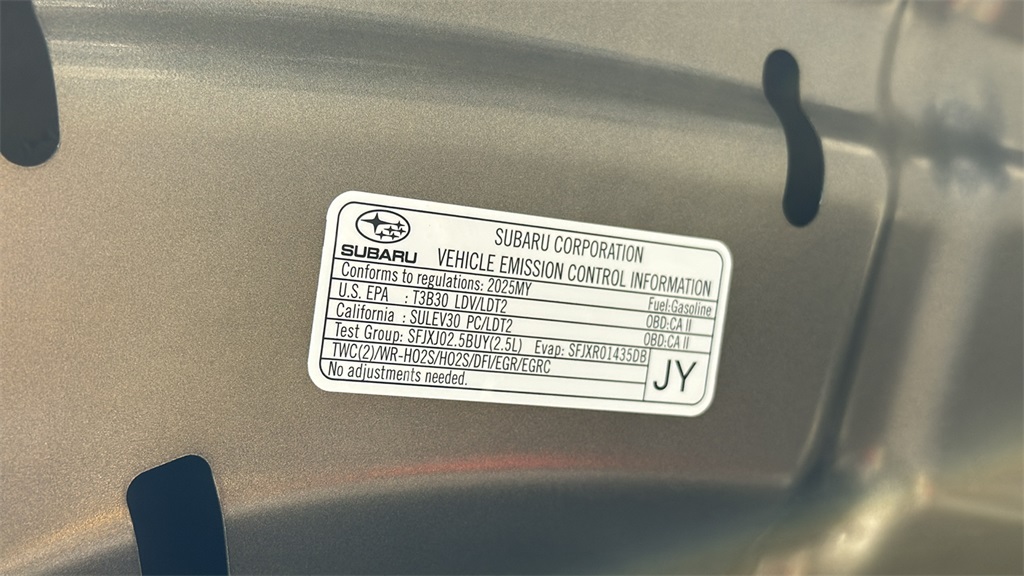 SUBARU
SUBARU CORPORATION
VEHICLE EMISSION CONTROL INFORMATION
Conforms to regulations: 2025MY Fuel:Gasoline
U.S. EPA : T3B30 LDV/LDT2 OBD:CA II
California : SULEV30 PC/LDT2 OBD:CA II
Test Group: SFJXJ02.5BUY(2.5L) Evap: SFJXR01435DB
TWC(2)/WR-HO2S/HO2S/DFI/EGR/EGRC
No adjustments needed.
JY